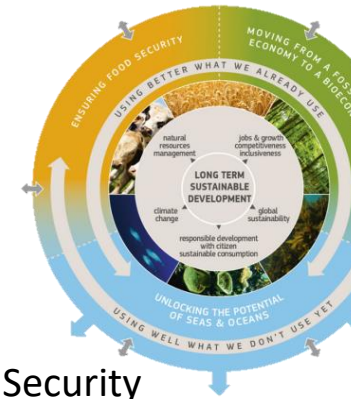 ENSURING FOOD SECURITY
MOVING FROM A
ECONOMY TO A
USING BETTER WHAT WE ALREADY USE
natural
resources
management
jobs & growth
competitiveness
inclusiveness
LONG TERM
SUSTAINABLE
DEVELOPMENT
climate
change
global
sustainability
responsible development
with citizen
sustainable consumption
UNLOCKING THE POTENTIAL
OF SEAS & OCEANS
USING WELL WHAT WE DON'T USE YET
Security